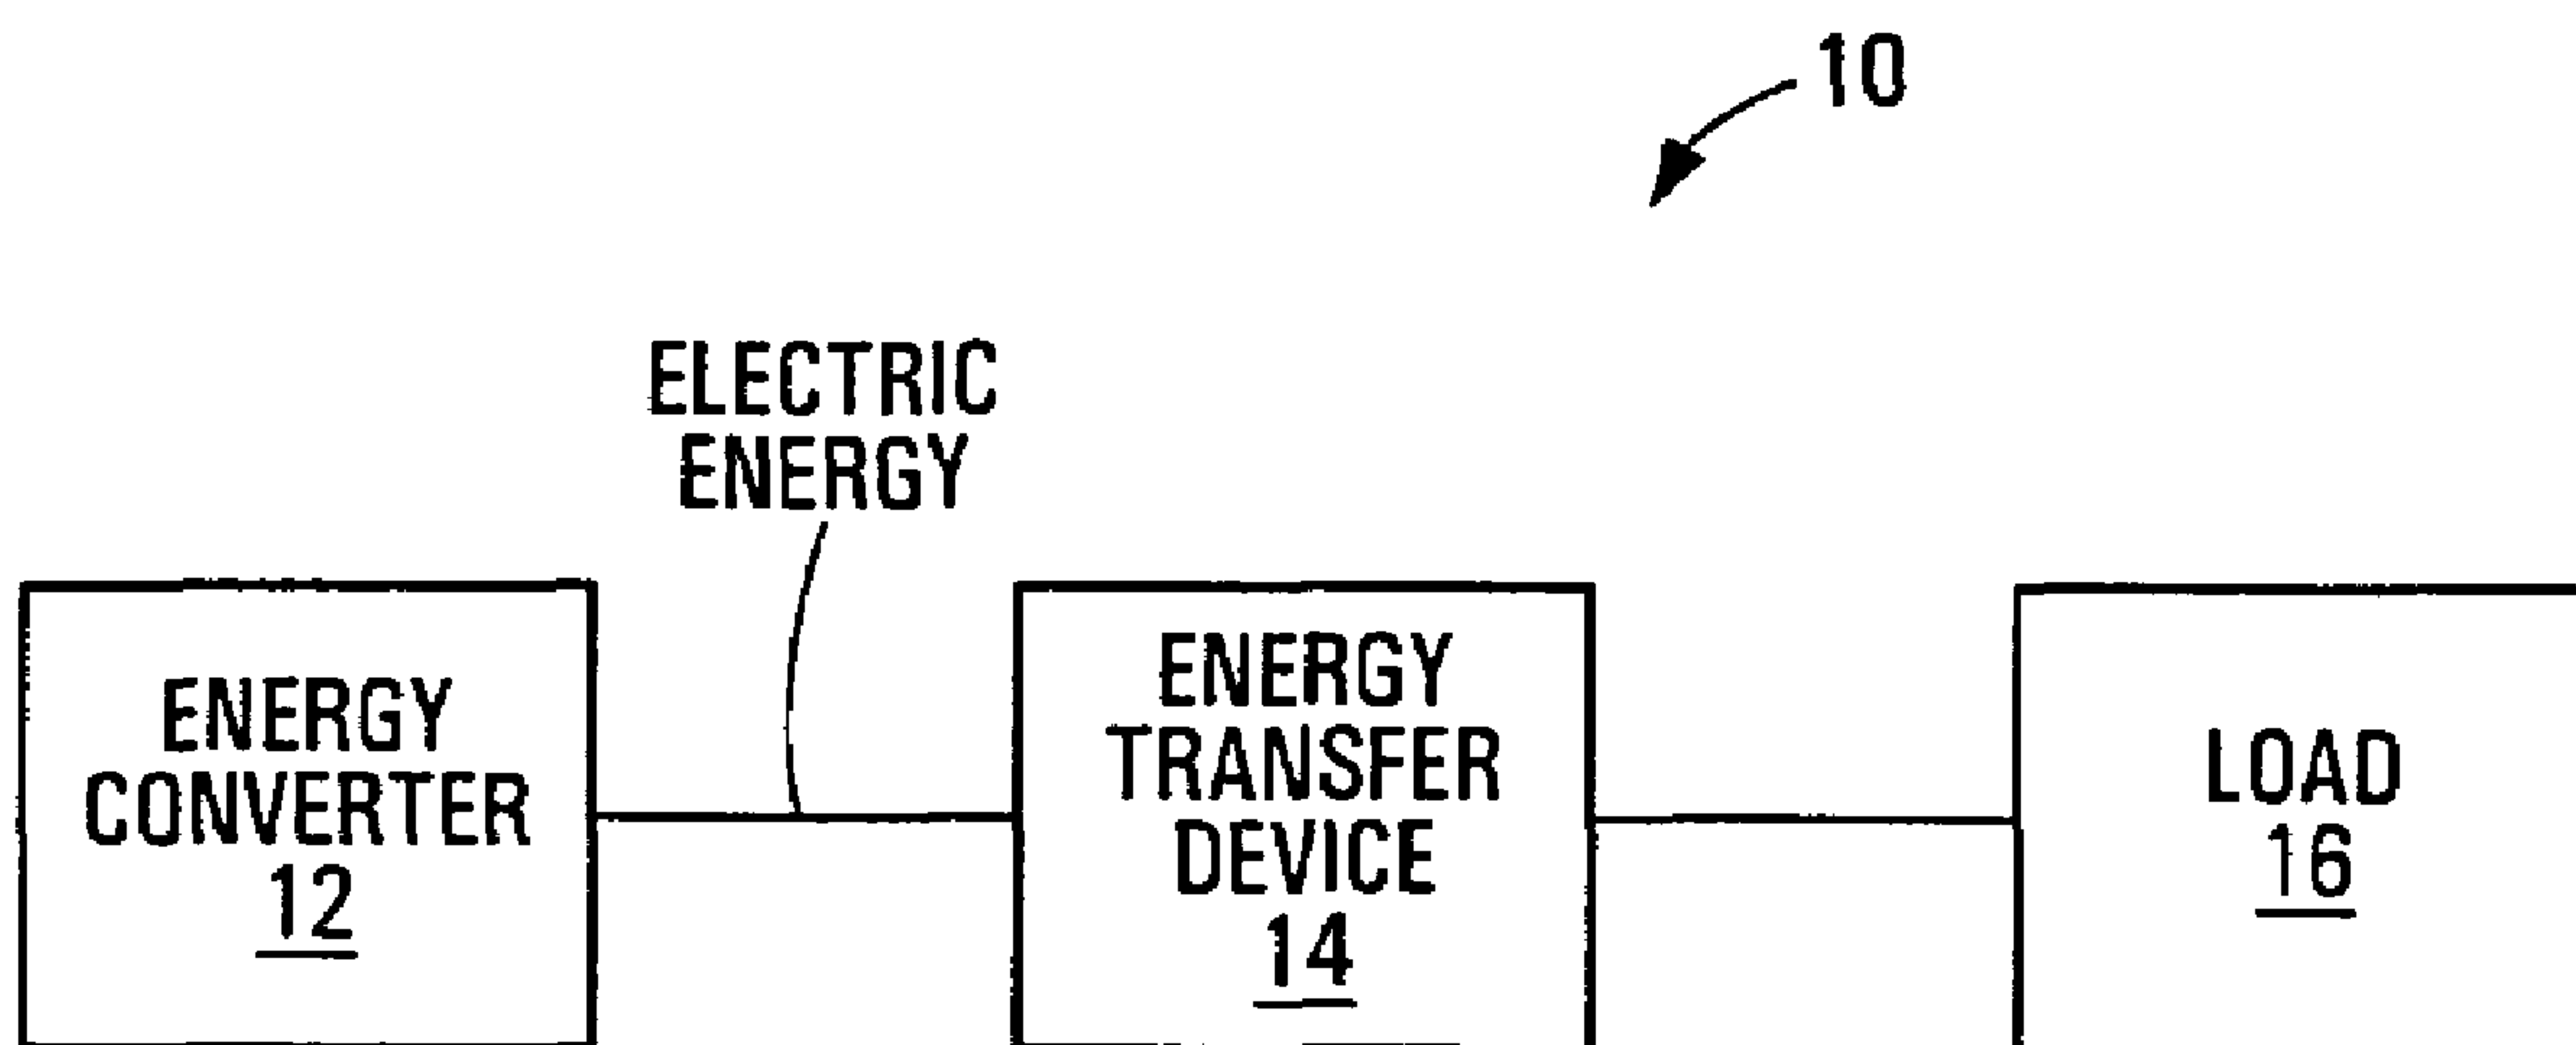 10
ELECTRIC
ENERGY
ENERGY
CONVERTER
12
ENERGY
TRANSFER
DEVICE
14
LOAD
16